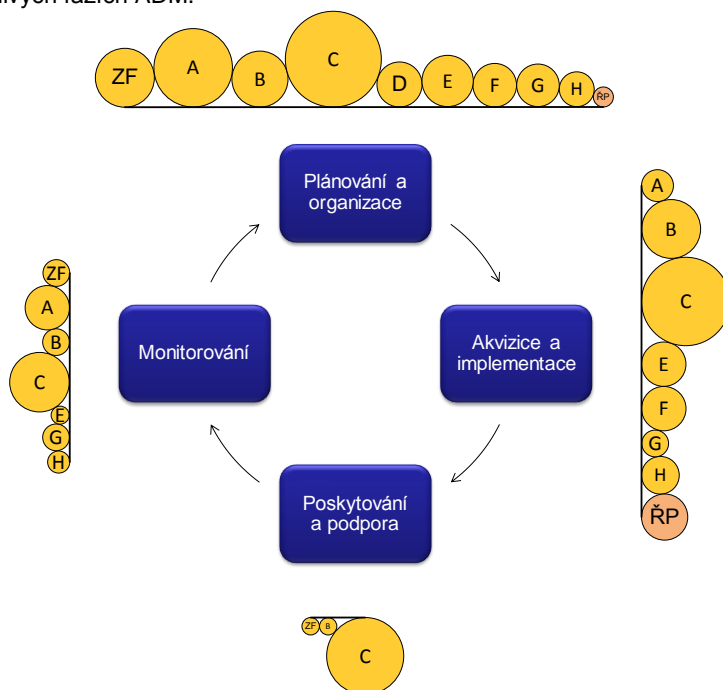 ZF A B C D E F G H ŘP
Plánování a
organizace
A
B
C
E
F
G
H
ŘP
ZF
A
B
C
E
G
H
Monitorování
Akvizice a
implementace
Poskytování
a podpora
ZF B
C